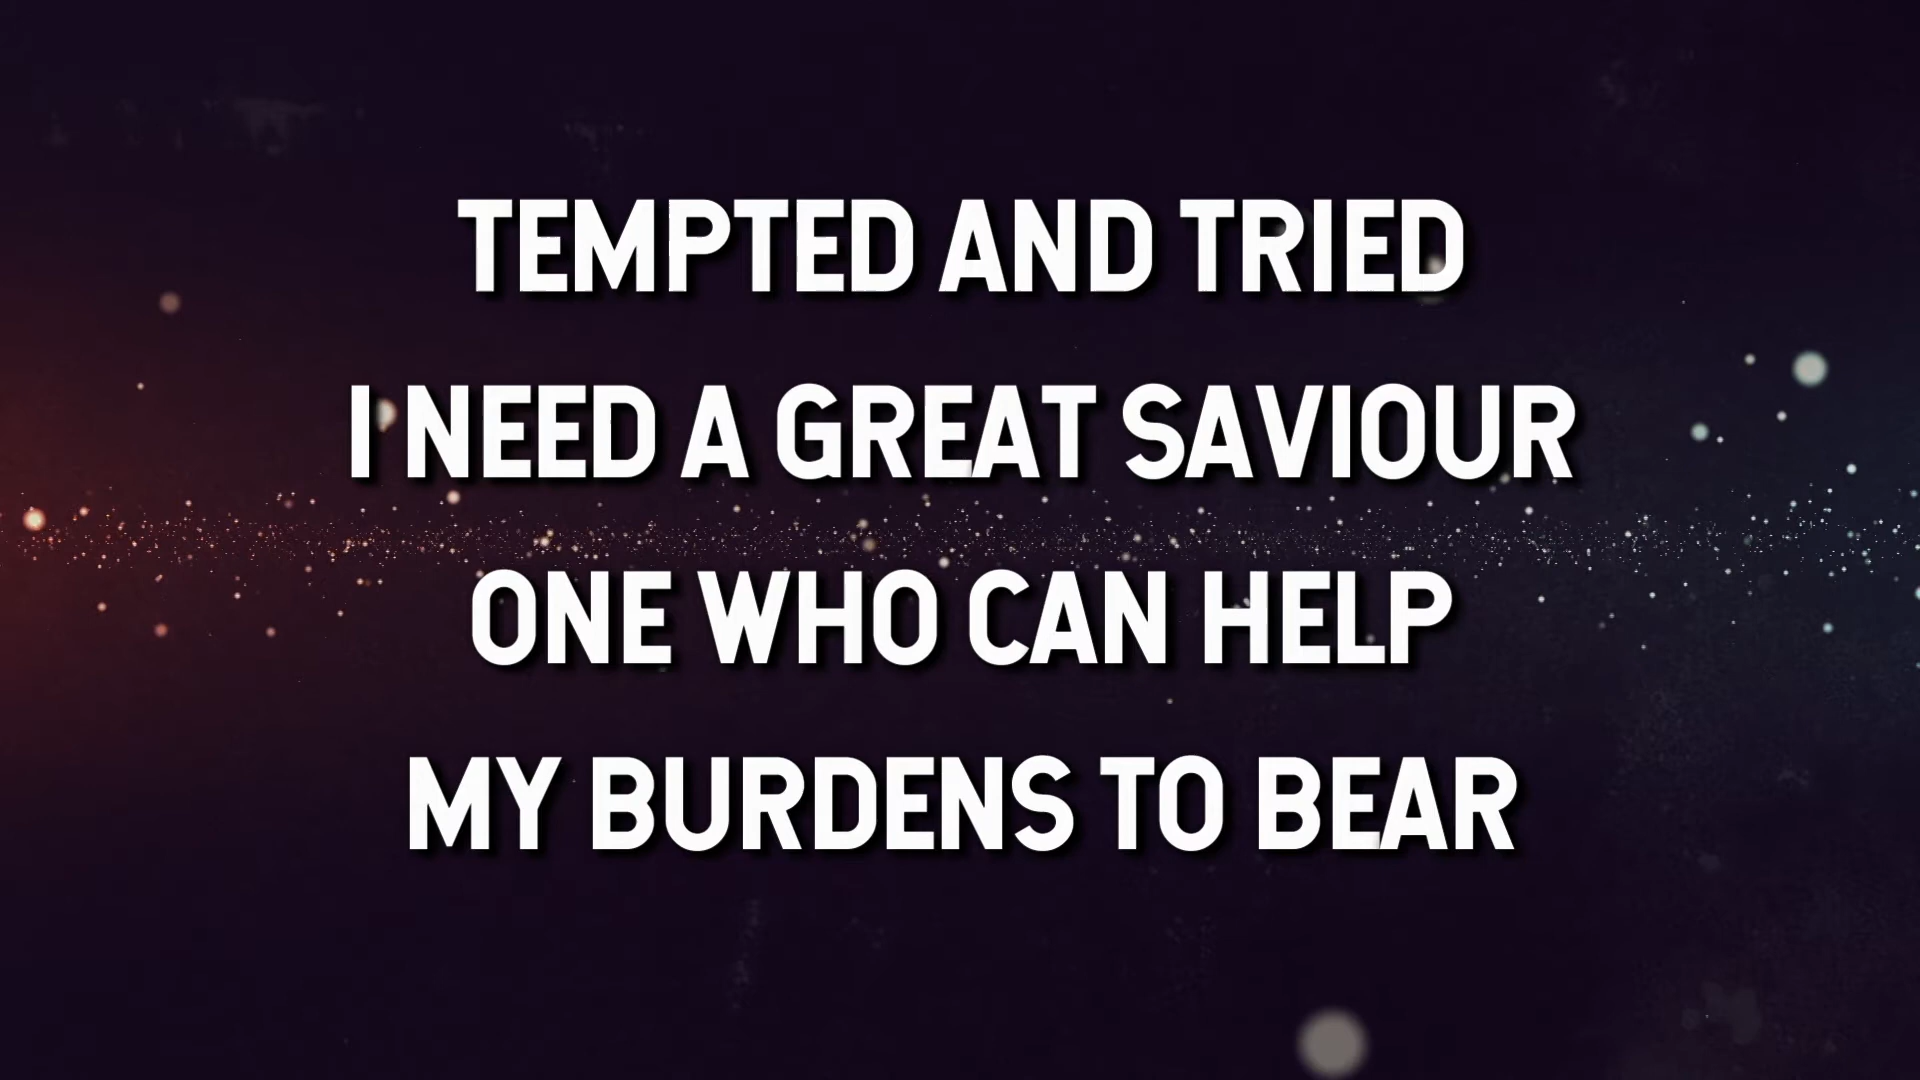 TEMPTED AND TRIED
I NEED A GREAT SAVIOUR
ONE WHO CAN HELP
MY BURDENS TO BEAR